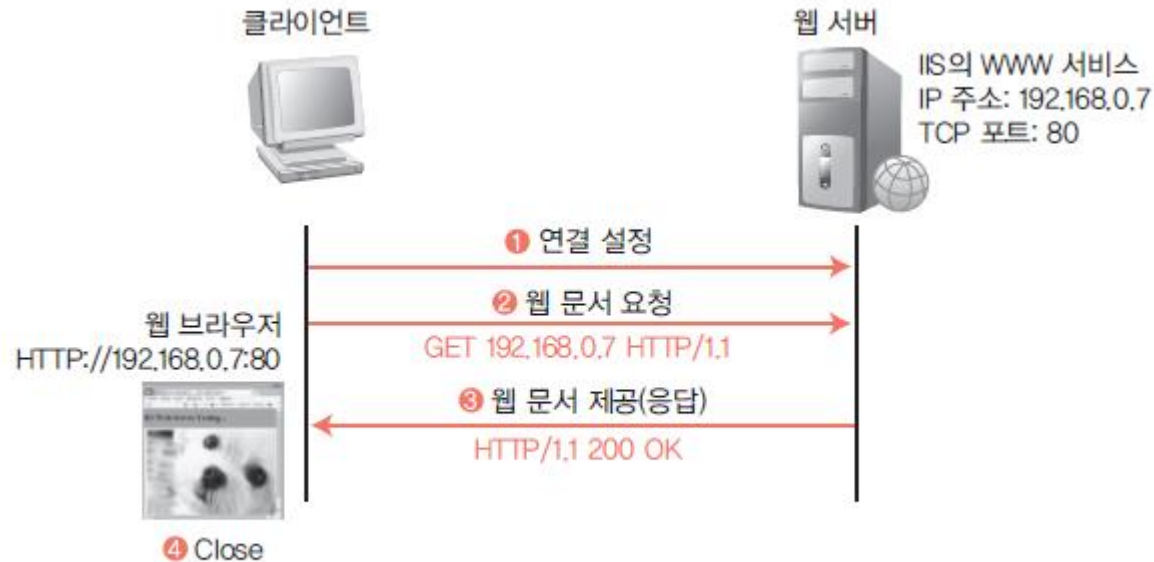 클라이언트
웹 서버
IIS의 WWW 서비스
IP 주소: 192.168.0.7
TCP 포트: 80
❶ 연결 설정
❷ 웹 문서 요청
GET 192.168.0.7 HTTP/1.1
웹 브라우저
HTTP://192.168.0.7:80
❸ 웹 문서 제공(응답)
HTTP/1.1 200 OK
❹ Close